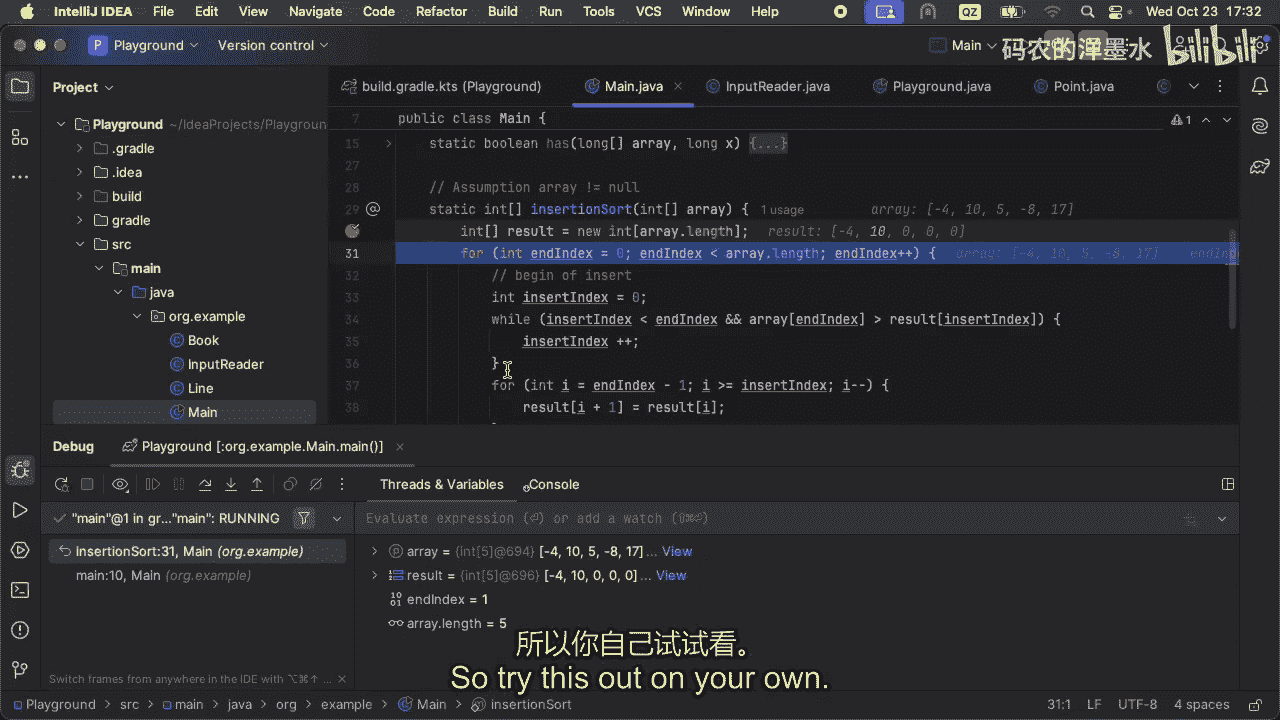 IntelliJ IDEA File Edit View Navigate Code Refactor Build Run Tools VCS Window Help QZ Wed Oct 23 17:32
P Playground Version control Main
码农的洋墨水 bilibili
Project
build.gradle.kts (Playground) Main.java InputReader.java Playground.java Point.java
Playground ~/IdeaProjects/Playgroun
.gradle
.idea
build
gradle
src
main
java
org.example
Book
InputReader
Line
Main
7 public class Main {
1
15 static boolean has(long[] array, long x) {...}
27
28 // Assumption array != null
29 static int[] insertionSort(int[] array) { 1 usage array: [-4, 10, 5, -8, 17]
int[] result = new int[array.length]; result: [-4, 10, 0, 0, 0]
31 for (int endIndex = 0; endIndex < array.length; endIndex++) { array: [-4, 10, 5, -8, 17] endIn
32 // begin of insert
33 int insertIndex = 0;
34 while (insertIndex < endIndex && array[endIndex] > result[insertIndex]) {
35 insertIndex ++;
36 }
37 for (int i = endIndex - 1; i >= insertIndex; i--) {
38 result[i + 1] = result[i];
Debug Playground [:org.example.Main.main()]
Threads & Variables Console
"main"@1 in gr..."main": RUNNING
Evaluate expression (⏎) or add a watch (⇧⌘⏎)
insertionSort:31, Main (org.example)
main:10, Main (org.example)
array = {int[5]@694} [-4, 10, 5, -8, 17] ... View
result = {int[5]@696} [-4, 10, 0, 0, 0] ... View
endIndex = 1
array.length = 5
所以你自己试试看。
So try this out on your own.
Switch frames from anywhere in the IDE with ⌥⌘↑ ...
Playground src main java org example Main insertionSort 31:1 LF UTF-8 4 spaces